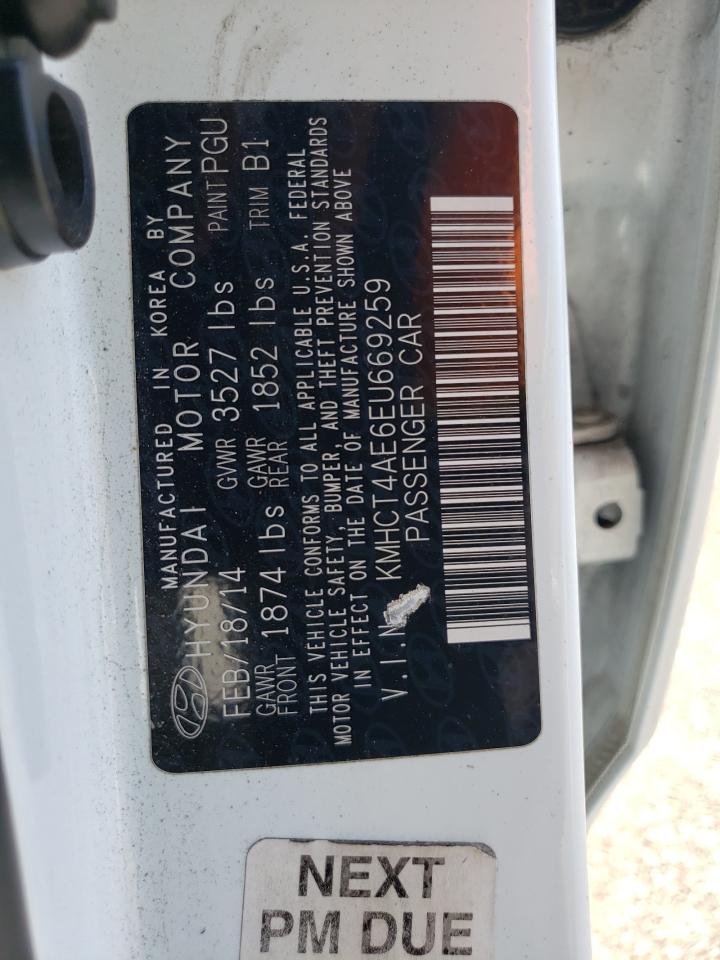 MANUFACTURED IN KOREA BY
HYUNDAI MOTOR COMPANY
FEB/18/14 GVWR 3527 lbs PAINT PGU
GAWR FRONT 1874 lbs GAWR REAR 1852 lbs TRIM B1
THIS VEHICLE CONFORMS TO ALL APPLICABLE U.S.A. FEDERAL
MOTOR VEHICLE SAFETY, BUMPER, AND THEFT PREVENTION STANDARDS
IN EFFECT ON THE DATE OF MANUFACTURE SHOWN ABOVE
V.I.N KMHCT4AE6EU669259
PASSENGER CAR
NEXT
PM DUE